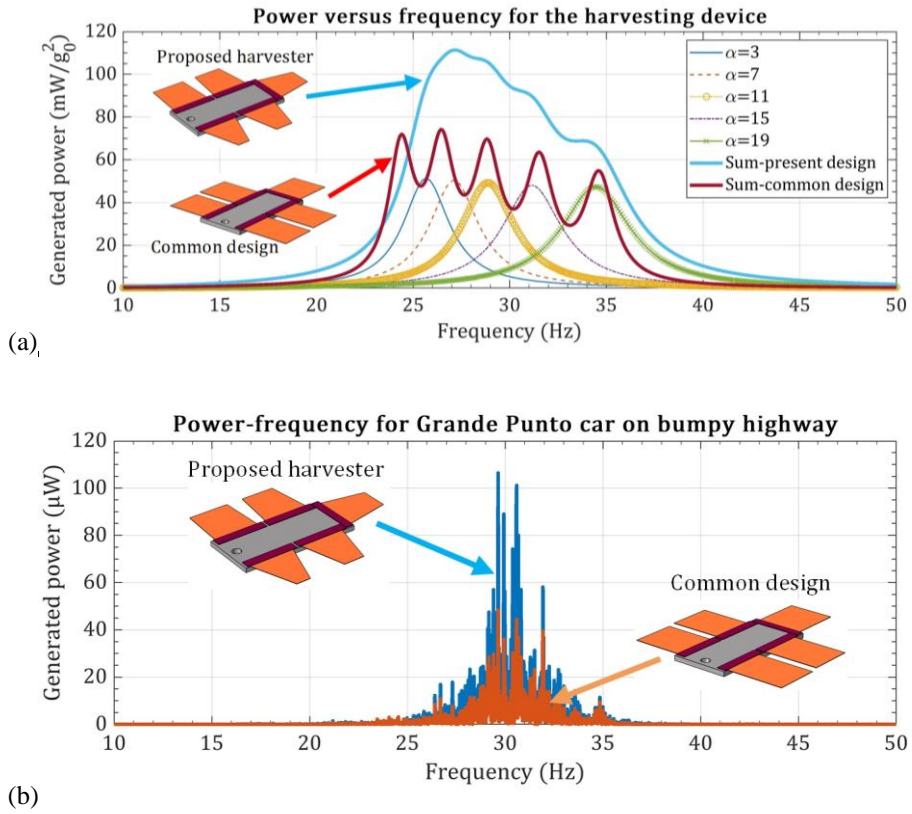 Power versus frequency for the harvesting device
120
100
80
60
40
20
0
Generated power (mW/g₀²)
Proposed harvester
Common design
α=3
α=7
α=11
α=15
α=19
Sum-present design
Sum-common design
10 15 20 25 30 35 40 45 50
Frequency (Hz)
(a)
Power-frequency for Grande Punto car on bumpy highway
120
100
80
60
40
20
0
Generated power (µW)
Proposed harvester
Common design
10 15 20 25 30 35 40 45 50
Frequency (Hz)
(b)